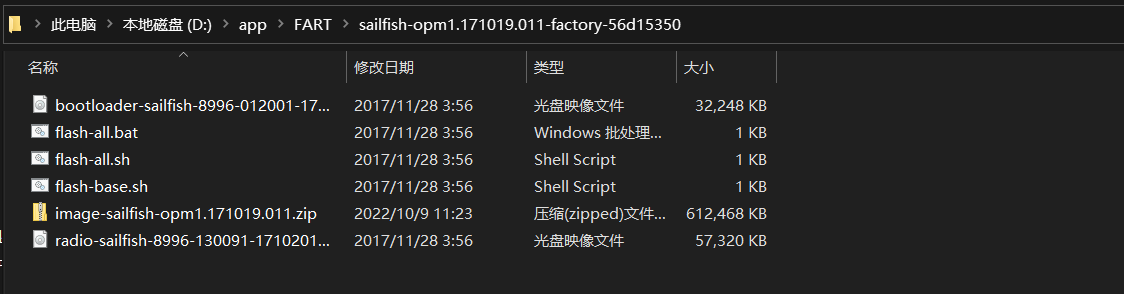 此电脑 > 本地磁盘 (D:) > app > FART > sailfish-opm1.171019.011-factory-56d15350
名称 修改日期 类型 大小
bootloader-sailfish-8996-012001-17... 2017/11/28 3:56 光盘映像文件 32,248 KB
flash-all.bat 2017/11/28 3:56 Windows 批处理... 1 KB
flash-all.sh 2017/11/28 3:56 Shell Script 1 KB
flash-base.sh 2017/11/28 3:56 Shell Script 1 KB
image-sailfish-opm1.171019.011.zip 2022/10/9 11:23 压缩(zipped)文件... 612,468 KB
radio-sailfish-8996-130091-1710201... 2017/11/28 3:56 光盘映像文件 57,320 KB